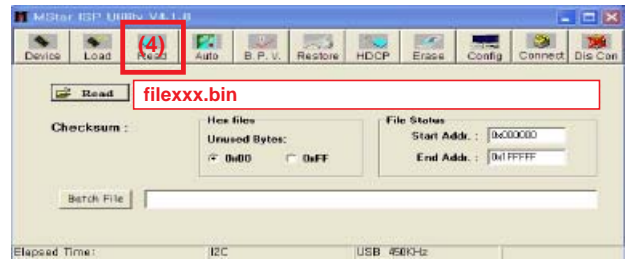 MStar ISP Utility V4.1.0
Device Load Read Auto B. P. V. Restore HDCP Erase Config Connect Dis Con
(4)
Read filexxx.bin
Checksum :
Hex files
Unused Bytes:
0x00 0xFF
File Status
Start Addr. : 0x000000
End Addr. : 0x1FFFFF
Batch File
Elapsed Time: I2C USB 450KHz